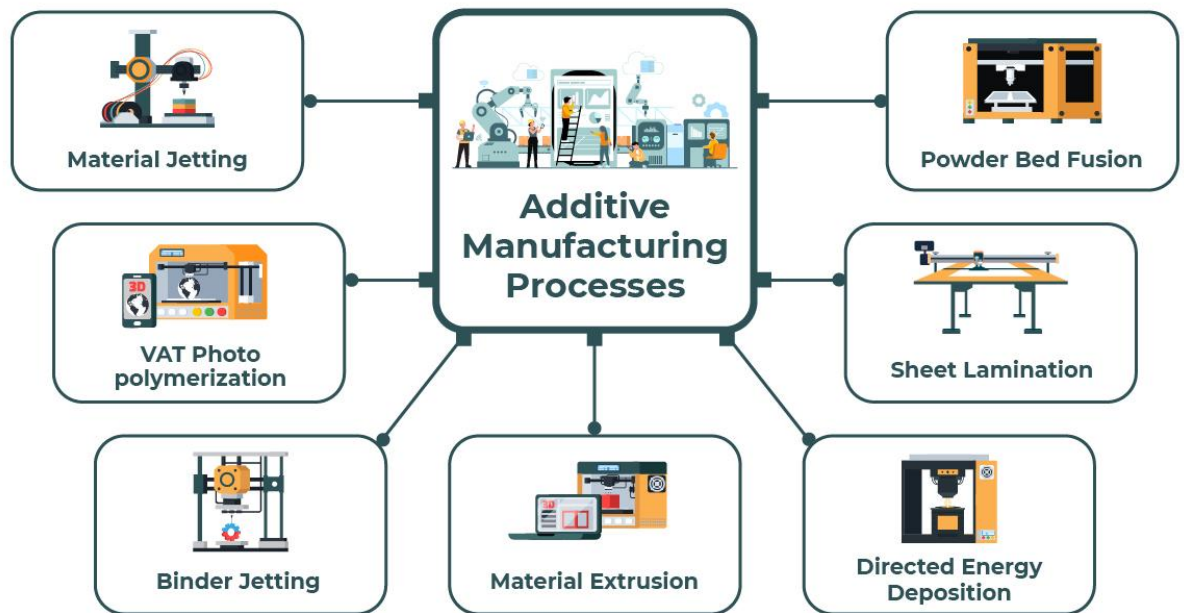 Additive
Manufacturing
Processes
Material Jetting
Powder Bed Fusion
3D
VAT Photo
polymerization
Sheet Lamination
Binder Jetting
3D
Material Extrusion
Directed Energy
Deposition